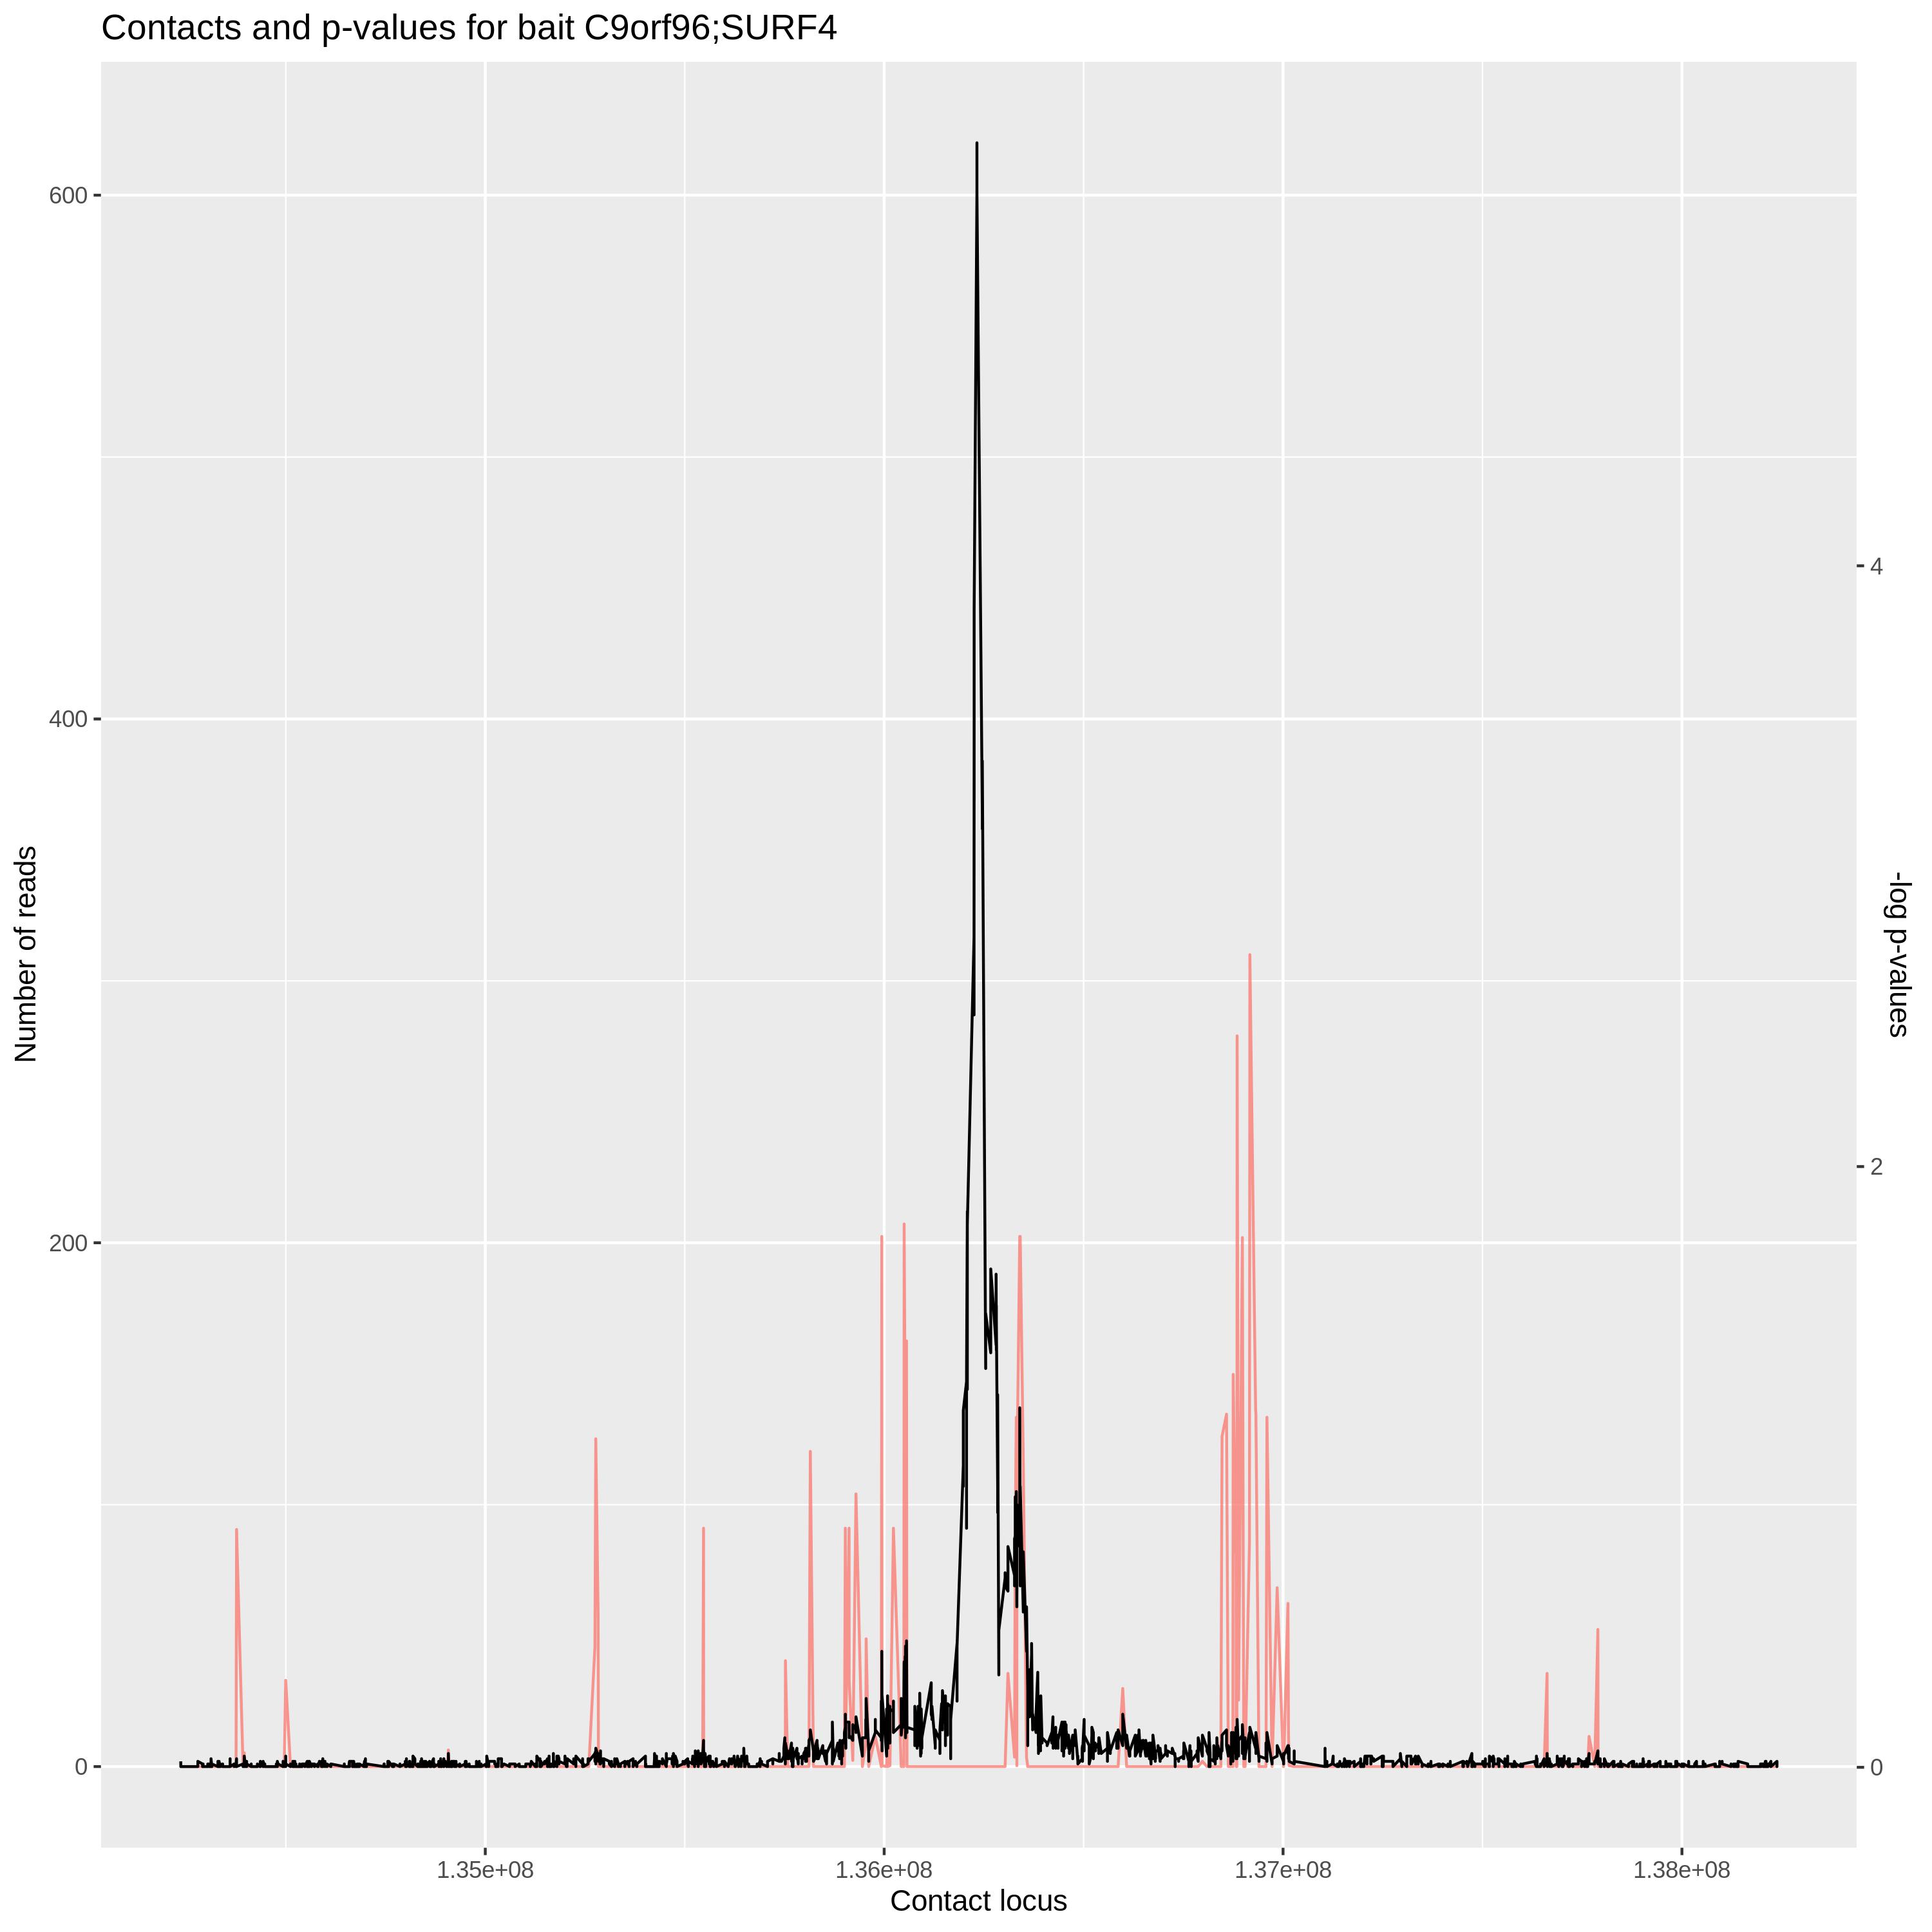 Contacts and p-values for bait C9orf96;SURF4
600
400
200
0
Number of reads
4
2
0
-log p-values
1.35e+08 1.36e+08 1.37e+08 1.38e+08
Contact locus